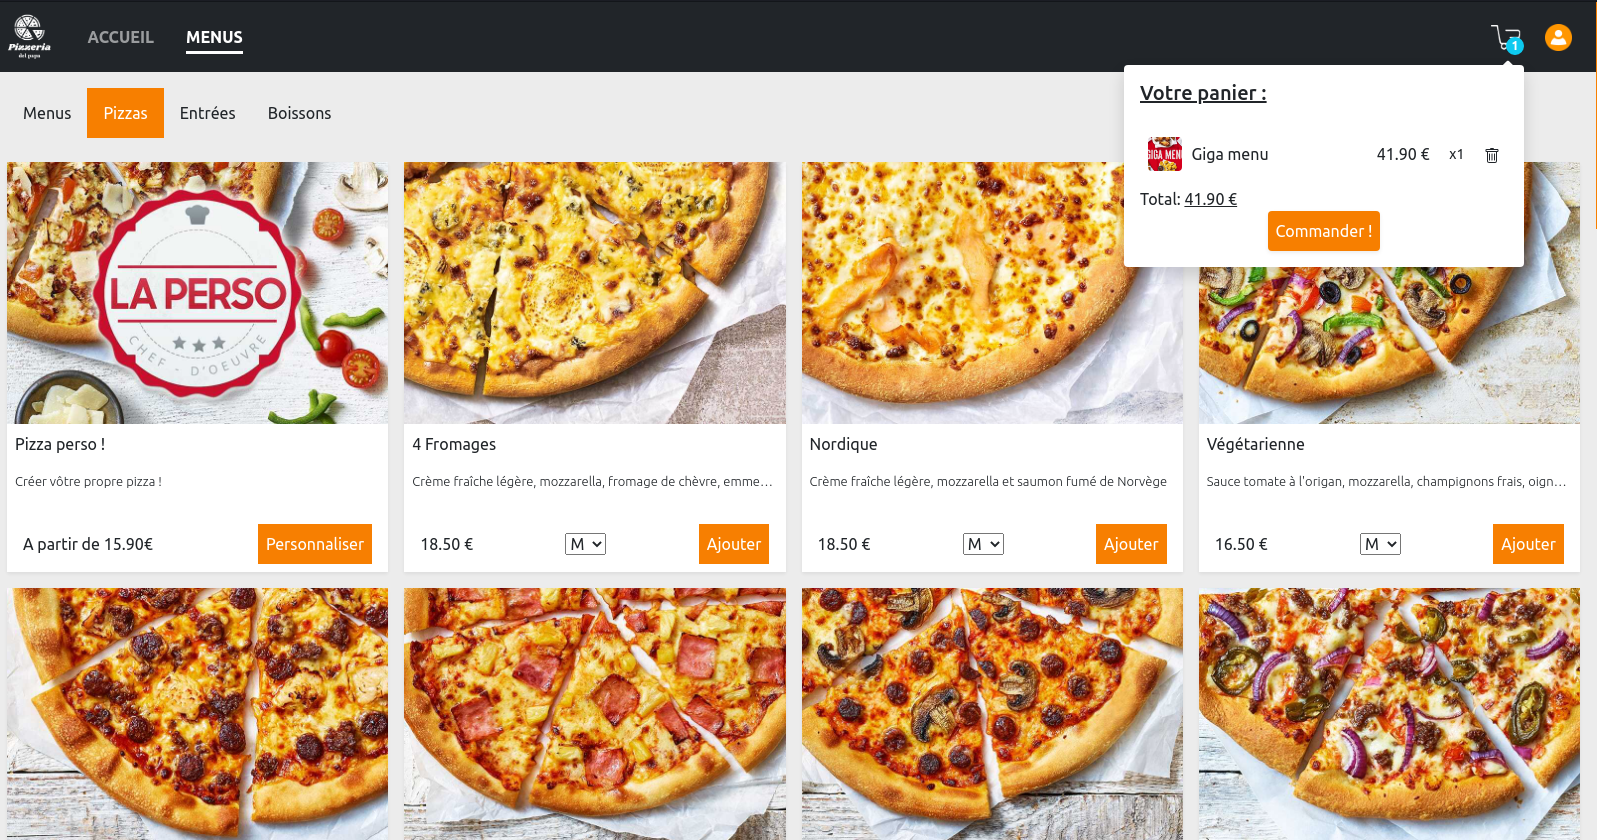 Pizzeria
del papa
ACCUEIL
MENUS
1
Menus
Pizzas
Entrées
Boissons
Votre panier :
GIGA MENU
Giga menu
41.90 €
x1
Total: 41.90 €
Commander !
LA PERSO
CHEF - D'OEUVRE
Pizza perso !
Créer vôtre propre pizza !
A partir de 15.90€
Personnaliser
4 Fromages
Crème fraîche légère, mozzarella, fromage de chèvre, emme…
18.50 €
M
Ajouter
Nordique
Crème fraîche légère, mozzarella et saumon fumé de Norvège
18.50 €
M
Ajouter
Végétarienne
Sauce tomate à l'origan, mozzarella, champignons frais, oign…
16.50 €
M
Ajouter